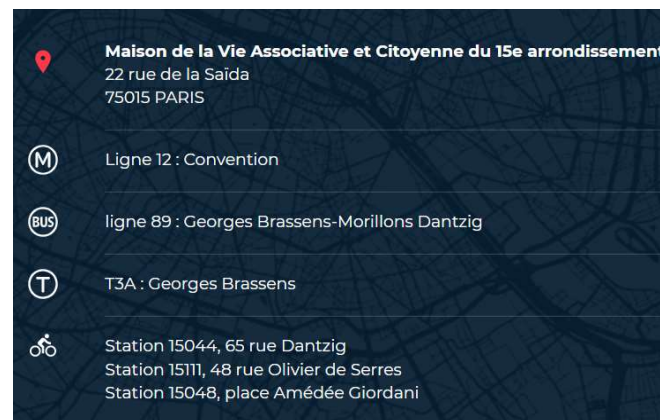 Maison de la Vie Associative et Citoyenne du 15e arrondissement
22 rue de la Saïda
75015 PARIS
M
Ligne 12 : Convention
BUS
ligne 89 : Georges Brassens-Morillons Dantzig
T
T3A : Georges Brassens
Station 15044, 65 rue Dantzig
Station 15111, 48 rue Olivier de Serres
Station 15048, place Amédée Giordani